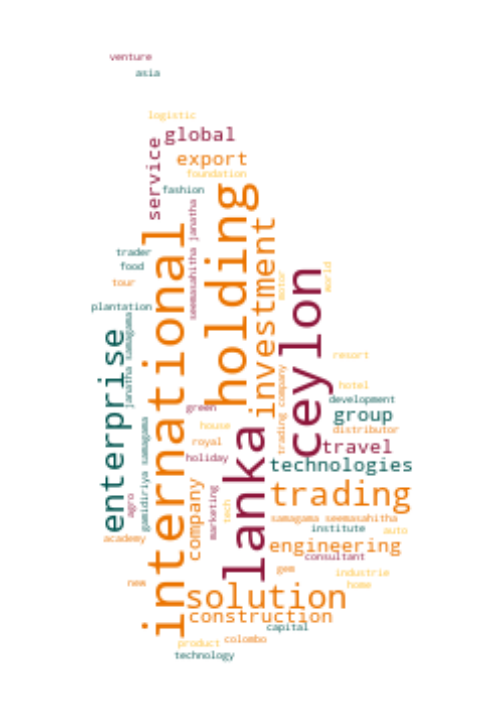 venture
asia
logistic
global
service
export
foundation
fashion
seemasahitha janatha
holding
international
investment
trader
food
tour
motor
world
ceylon
plantation
janatha samagama
enterprise
resort
trading company
hotel
development
green
group
house
distributor
gamidiriya samagama
royal
lanka
travel
holiday
technologies
company
trading
marketing
agro
tech
samagama seemasahitha
institute
auto
academy
engineering
consultant
gem
industrie
new
home
solution
construction
capital
colombo
product
technology